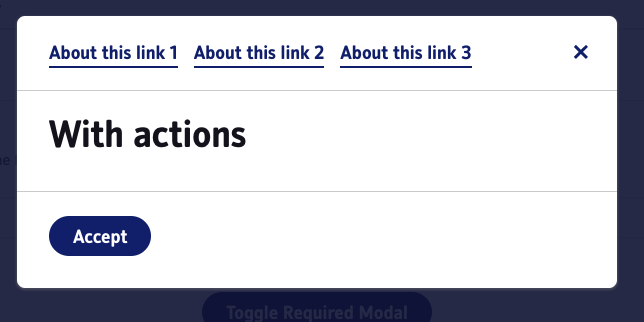 About this link 1 About this link 2 About this link 3
With actions
Accept
Toggle Required Modal